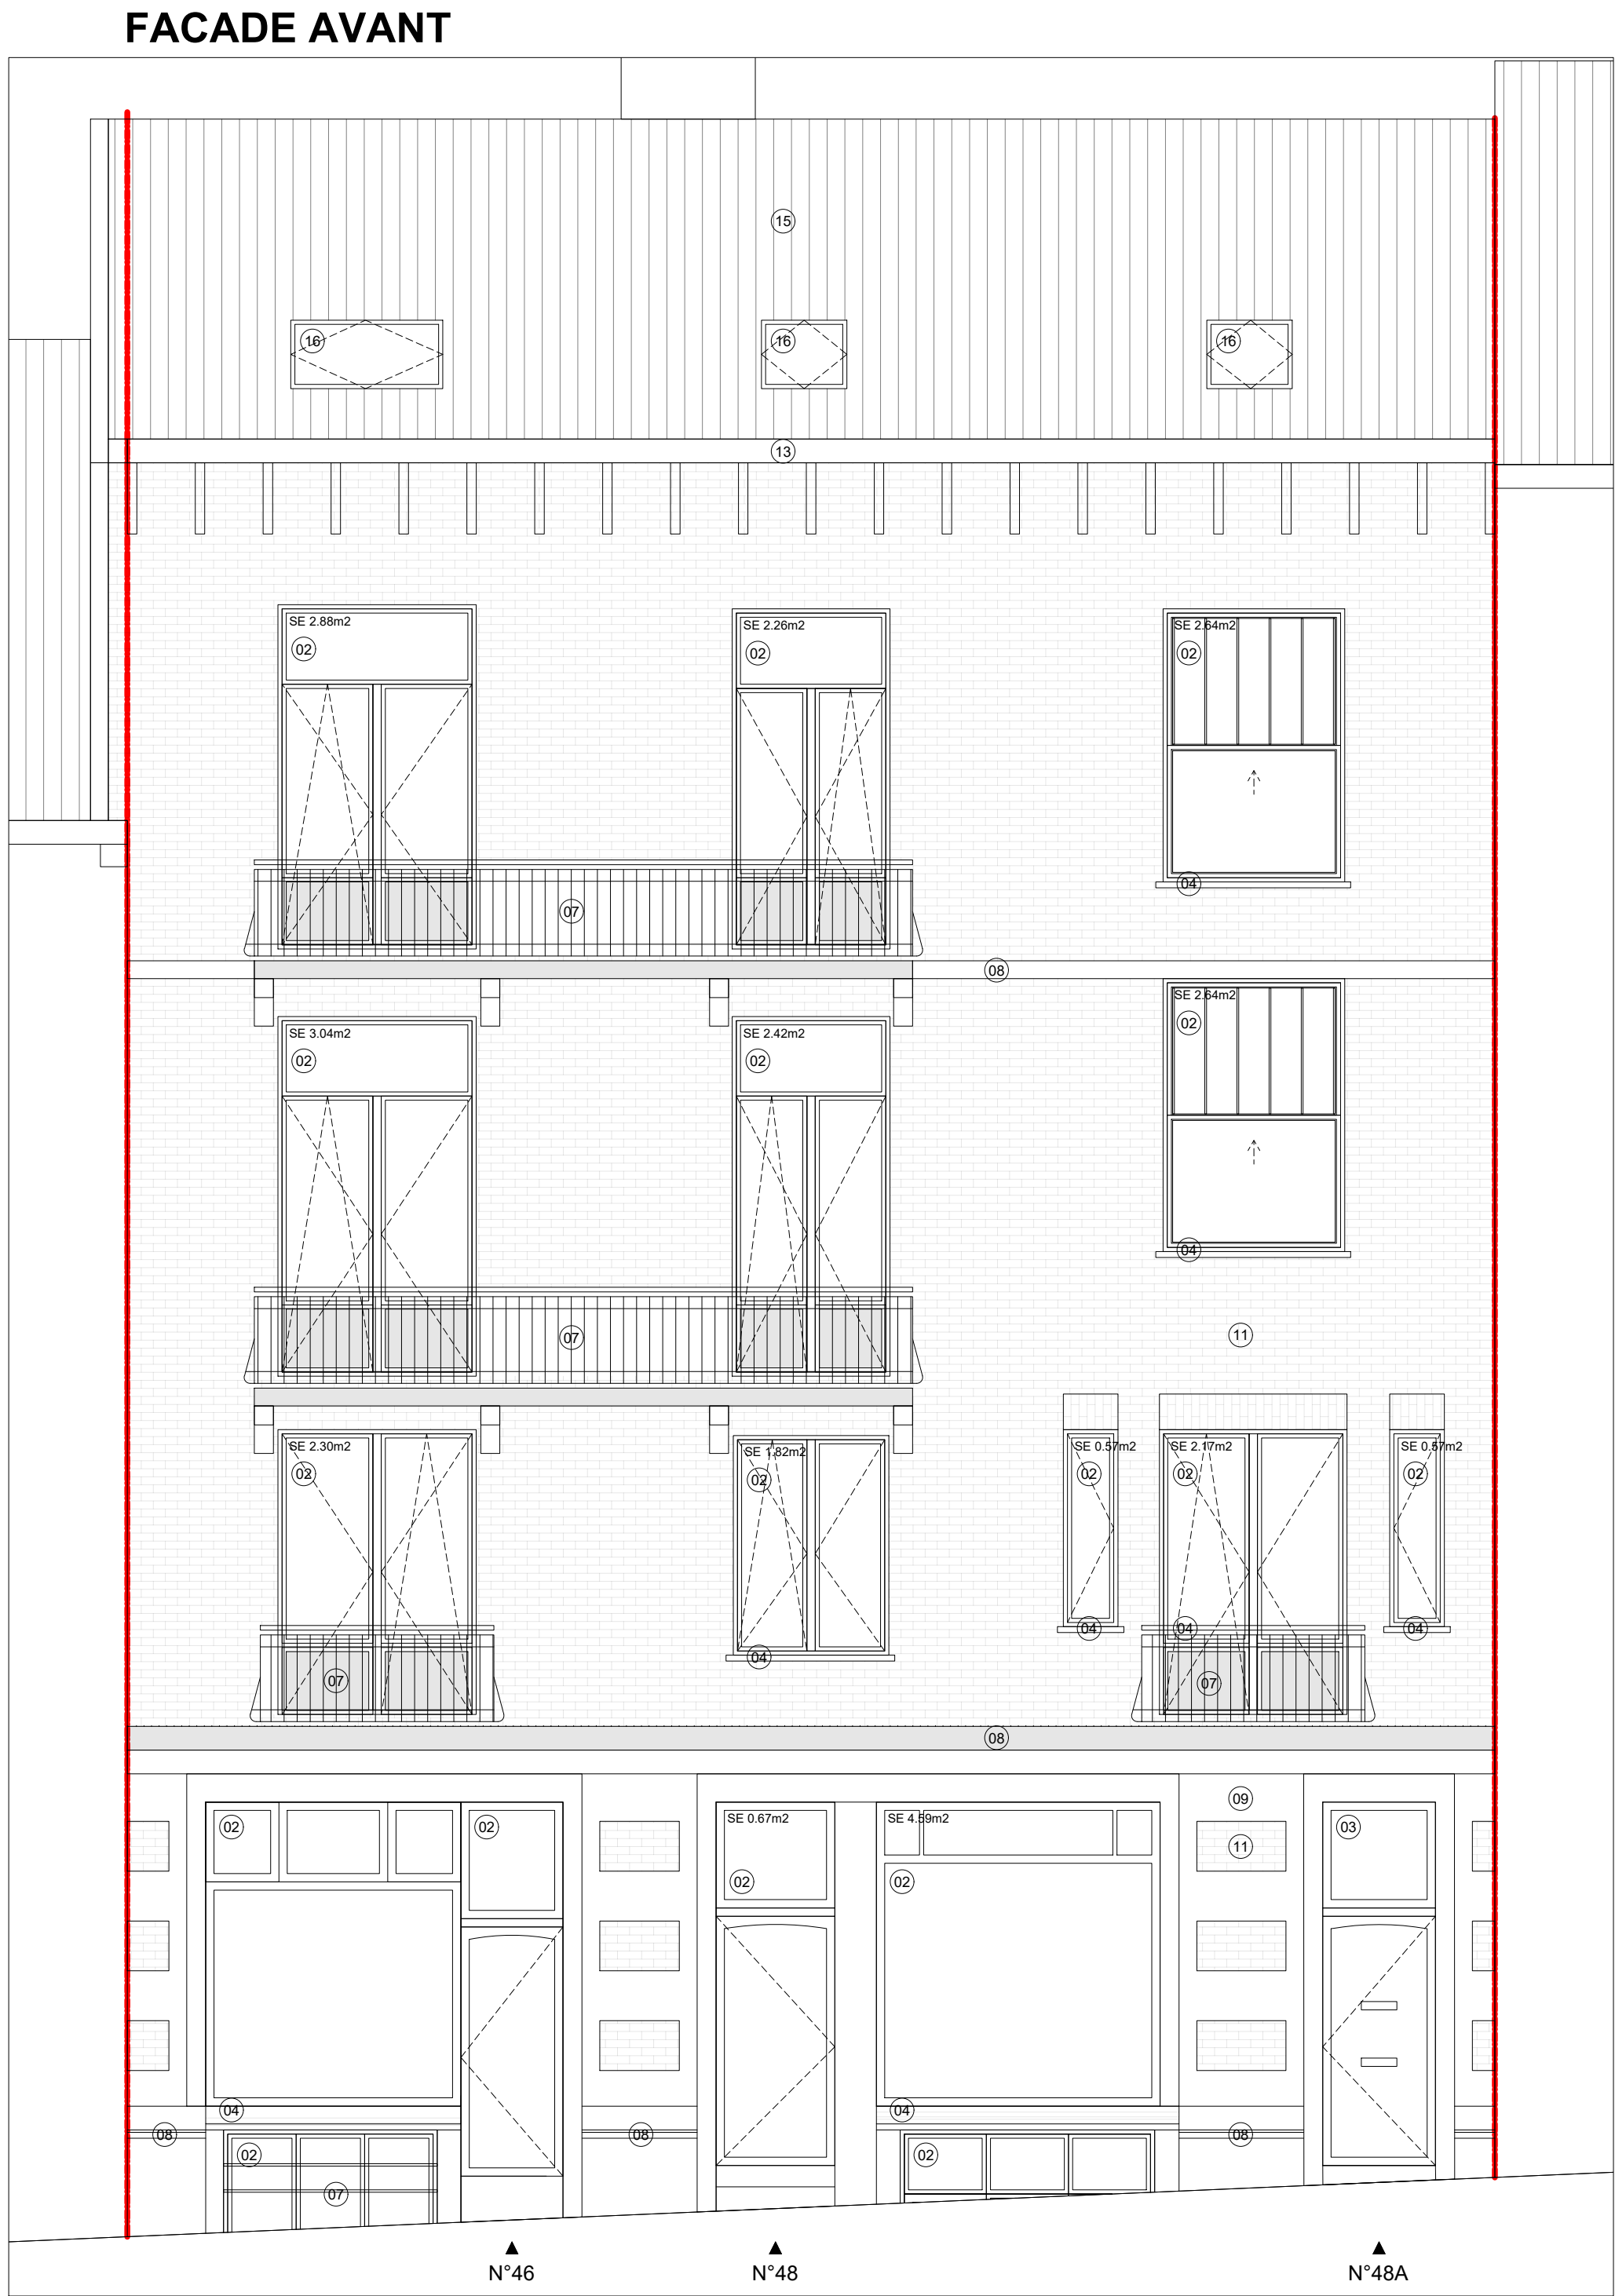 FACADE AVANT
15
16 16 16
13
SE 2.88m2 SE 2.26m2 SE 2.64m2
02 02 02
04
07
08
SE 2.64m2
02
SE 3.04m2 SE 2.42m2
02 02
04
07 11
SE 2.30m2 SE 1.82m2 SE 0.57m2 SE 2.17m2 SE 0.57m2
02 02 02 02 02
04 04 04
04
07 07
08
09
SE 0.67m2 SE 4.59m2
02 02 03
11
02 02
04 04
08 08 08
02 02
07
N°46 N°48 N°48A